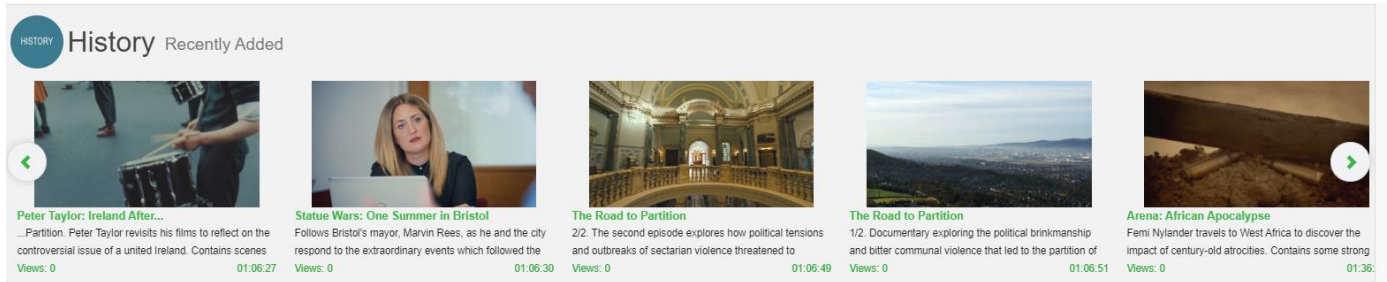 HISTORY
History Recently Added
Peter Taylor: Ireland After...
...Partition. Peter Taylor revisits his films to reflect on the
controversial issue of a united Ireland. Contains scenes
Views: 0 01:06:27
Statue Wars: One Summer in Bristol
Follows Bristol's mayor, Marvin Rees, as he and the city
respond to the extraordinary events which followed the
Views: 0 01:06:30
The Road to Partition
2/2. The second episode explores how political tensions
and outbreaks of sectarian violence threatened to
Views: 0 01:06:49
The Road to Partition
1/2. Documentary exploring the political brinkmanship
and bitter communal violence that led to the partition of
Views: 0 01:06:51
Arena: African Apocalypse
Femi Nylander travels to West Africa to discover the
impact of century-old atrocities. Contains some strong
Views: 0 01:36: